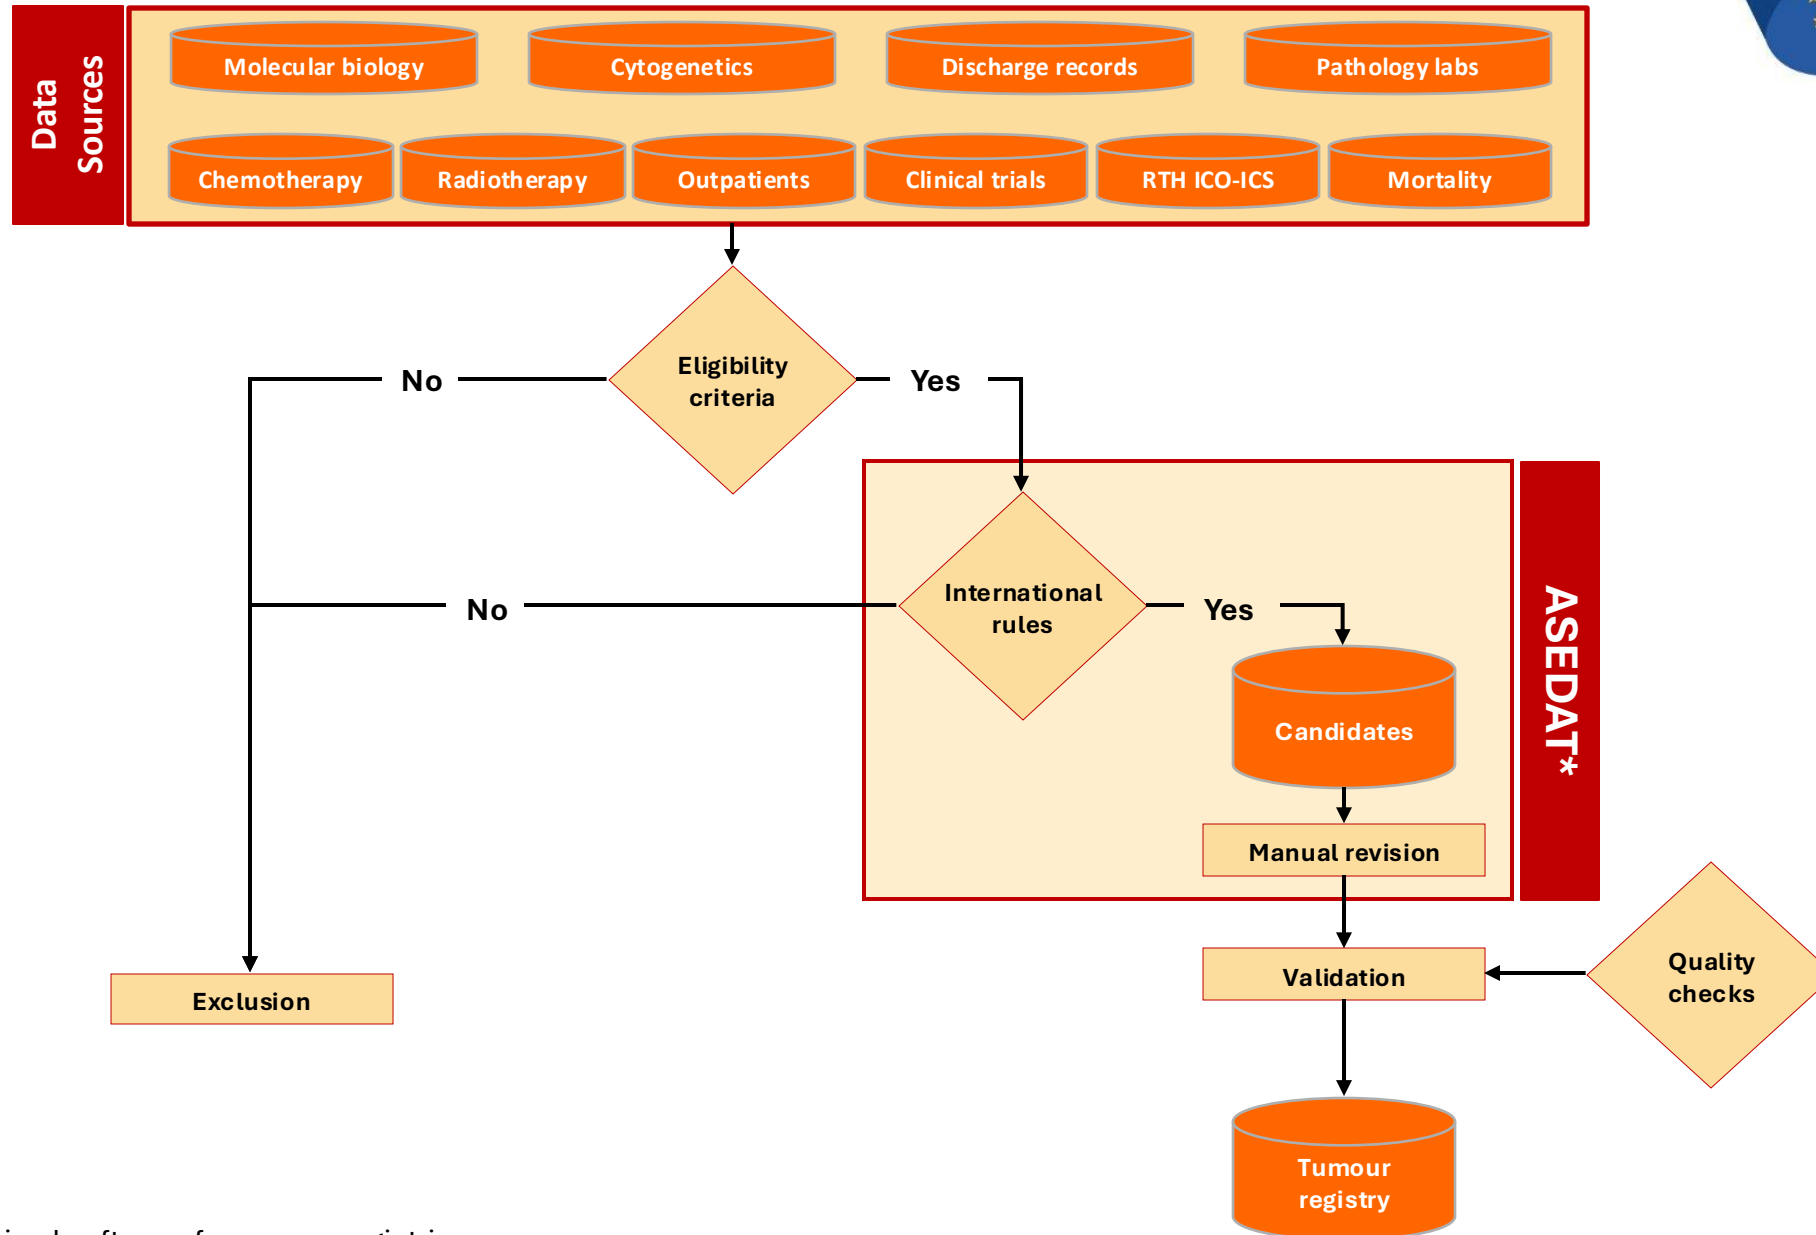 Data
Sources
Molecular biology
Cytogenetics
Discharge records
Pathology labs
Chemotherapy
Radiotherapy
Outpatients
Clinical trials
RTH ICO-ICS
Mortality
Eligibility
criteria
No
Yes
International
rules
No
Yes
ASEDAT*
Candidates
Manual revision
Validation
Quality
checks
Exclusion
Tumour
registry